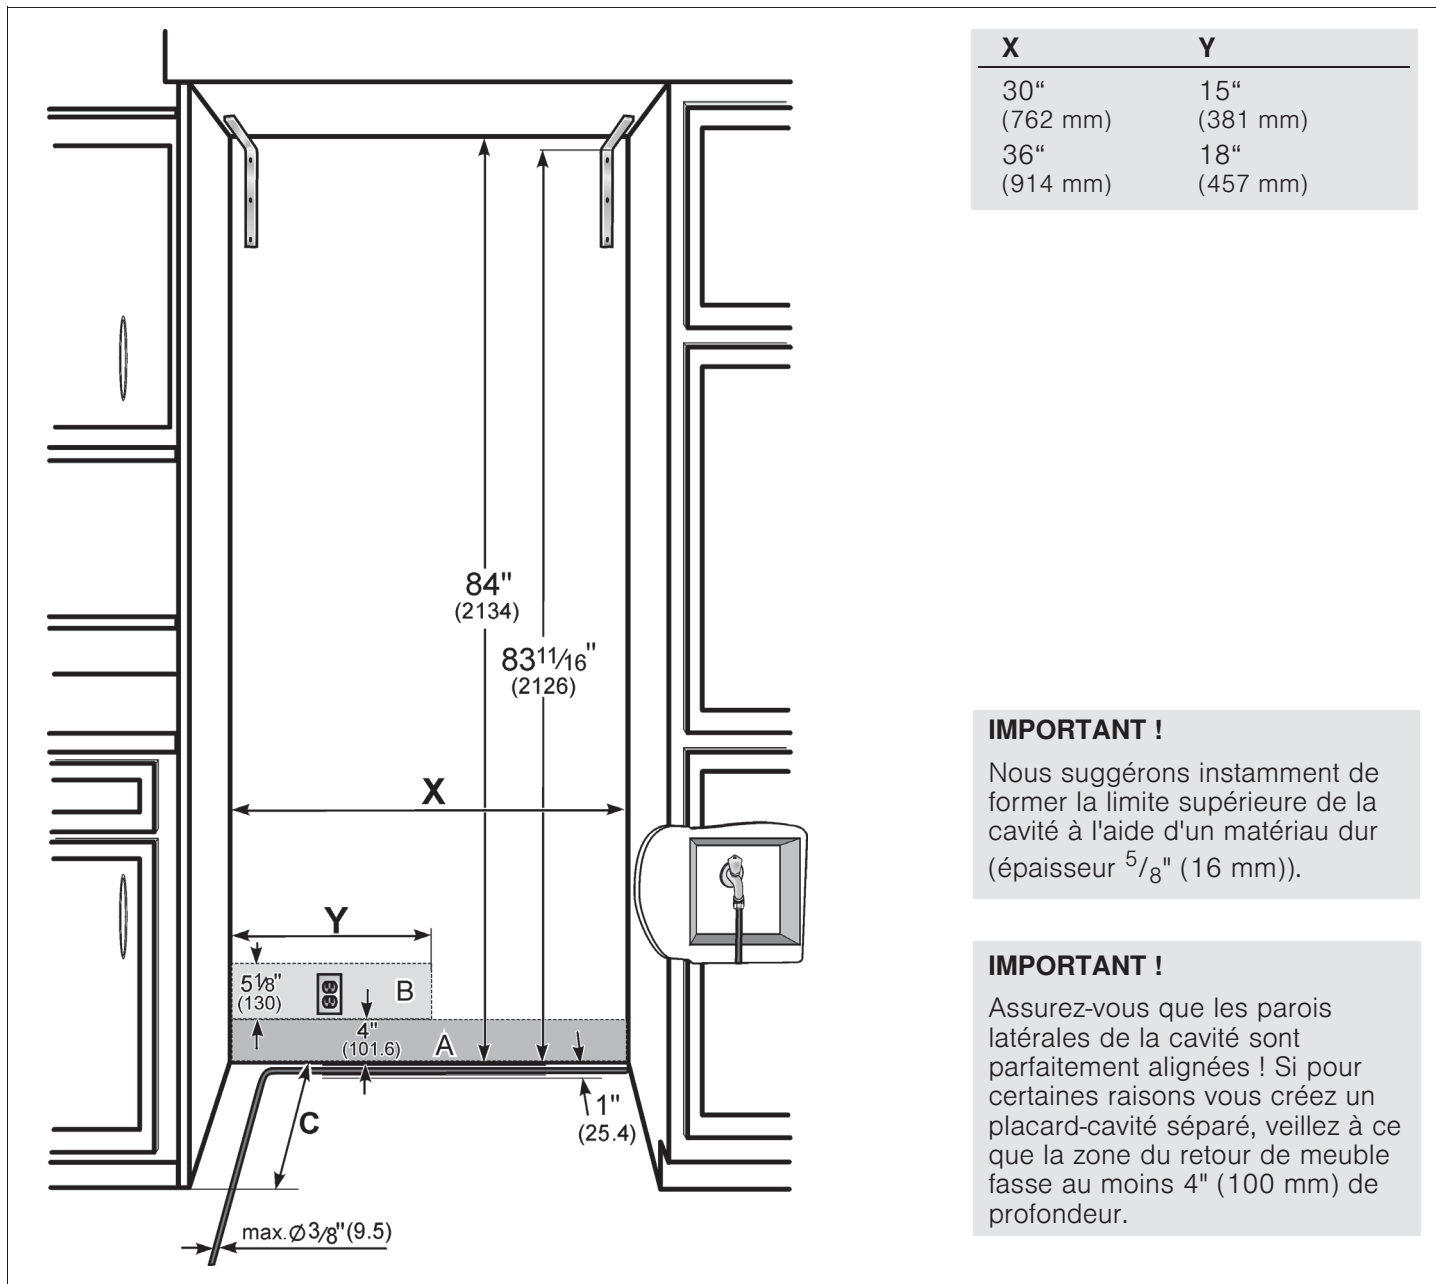 X Y
30“ 15“
(762 mm) (381 mm)
36“ 18“
(914 mm) (457 mm)
84"
(2134)
83 11/16"
(2126)
X
Y
5 1/8"
(130)
B
4"
(101.6)
A
C
1"
(25.4)
max. Ø 3/8" (9.5)
IMPORTANT !
Nous suggérons instamment de
former la limite supérieure de la
cavité à l'aide d'un matériau dur
(épaisseur 5/8" (16 mm)).
IMPORTANT !
Assurez-vous que les parois
latérales de la cavité sont
parfaitement alignées ! Si pour
certaines raisons vous créez un
placard-cavité séparé, veillez à ce
que la zone du retour de meuble
fasse au moins 4" (100 mm) de
profondeur.